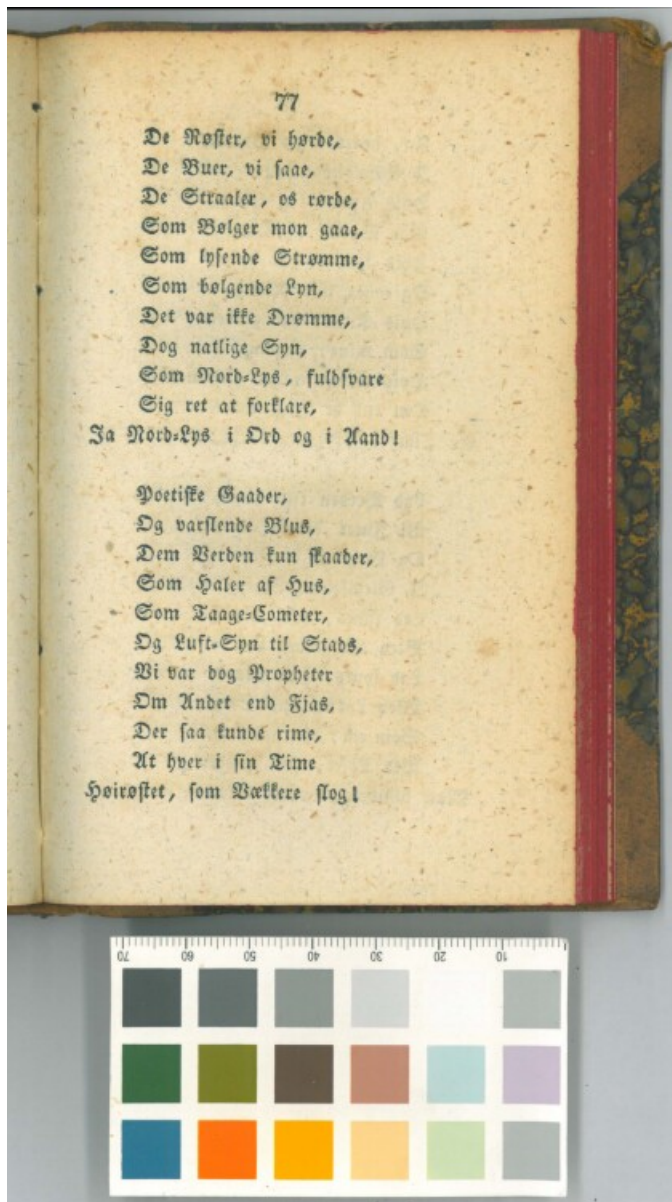 77
De Røster, vi hørde,
De Buer, vi saae,
De Straaler, os rørde,
Som Bølger mon gaae,
Som lysende Strømme,
Som bølgende Lyn,
Det var ikke Drømme,
Dog natlige Syn,
Som Nord-Lys, fuldsvare
Sig ret at forklare,
Ja Nord-Lys i Ord og i Aand!
Poetiske Gaader,
Og varslende Blus,
Dem Verden kun skaader,
Som Haler af Hus,
Som Taage-Cometer,
Og Luft-Syn til Stads,
Vi var dog Propheter
Om Andet end Fjas,
Der saa kunde rime,
At hver i sin Time
Høirøstet, som Vækkere slog!
70 60 50 40 30 20 10